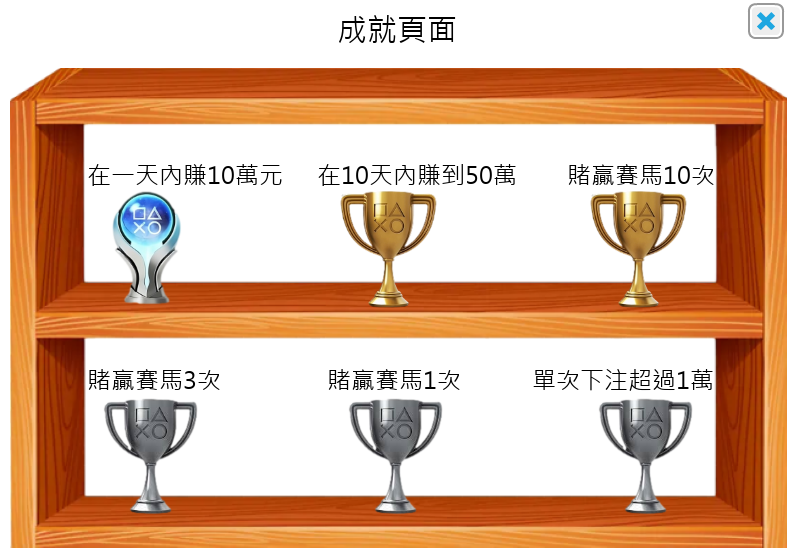 成就頁面
在一天內賺10萬元
在10天內賺到50萬
賭贏賽馬10次
賭贏賽馬3次
賭贏賽馬1次
單次下注超過1萬